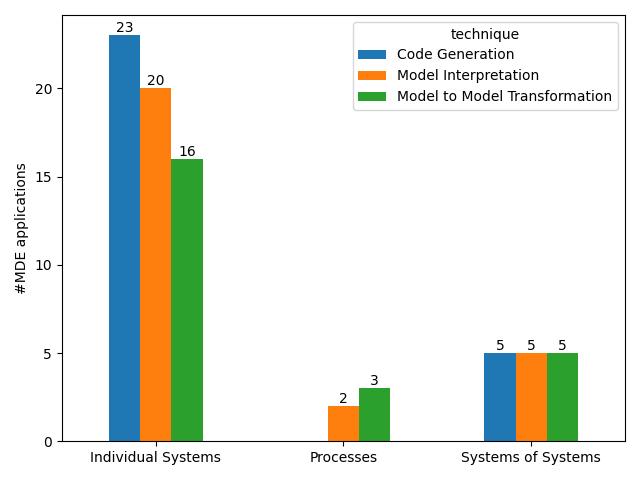 technique
Code Generation
Model Interpretation
Model to Model Transformation
#MDE applications
20
15
10
5
0
23
20
16
2
3
5
5
5
Individual Systems
Processes
Systems of Systems